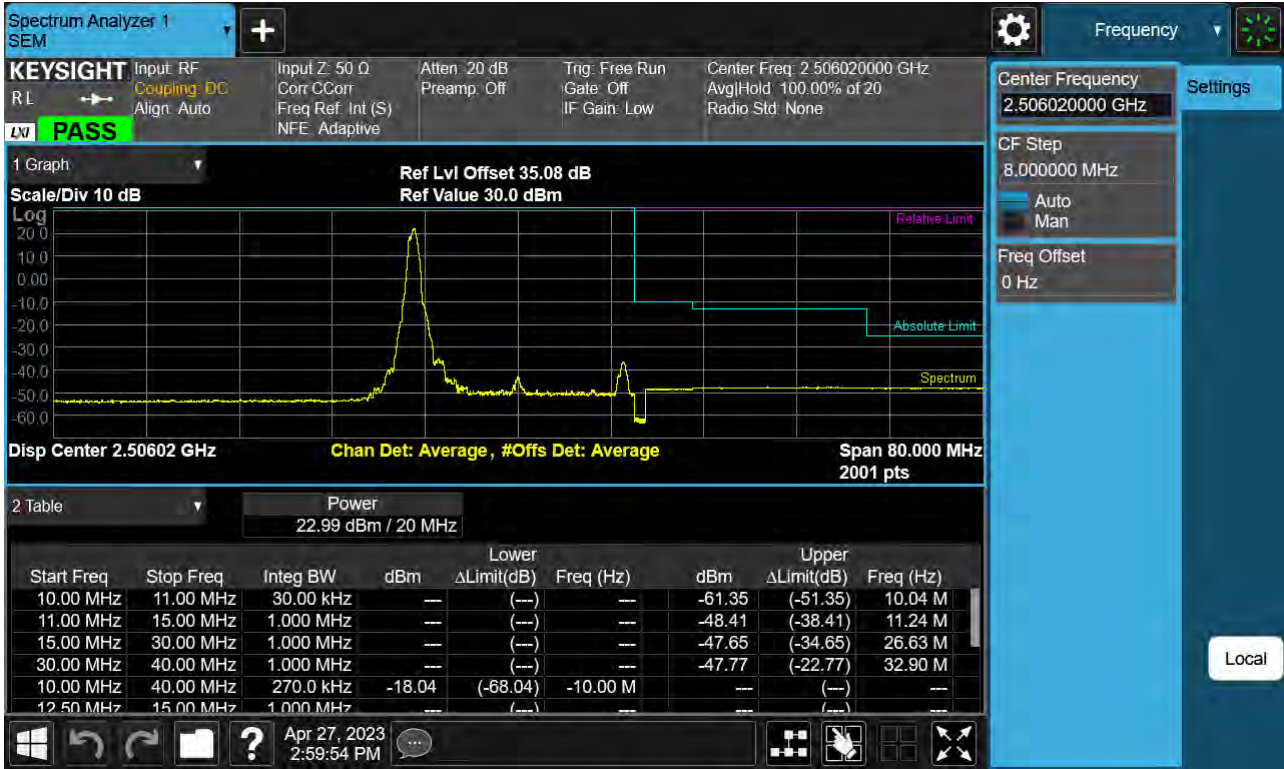 Spectrum Analyzer 1
SEM
Frequency
KEYSIGHT
RL
LXI
PASS
Input: RF
Coupling: DC
Align: Auto
Input Z: 50 Ω
Corr CCorr
Freq Ref: Int (S)
NFE: Adaptive
Atten: 20 dB
Preamp: Off
Trig: Free Run
Gate: Off
IF Gain: Low
Center Freq: 2.506020000 GHz
Avg|Hold: 100.00% of 20
Radio Std: None
Center Frequency
2.506020000 GHz
Settings
CF Step
8.000000 MHz
Auto
Man
Freq Offset
0 Hz
1 Graph
Scale/Div 10 dB
Ref Lvl Offset 35.08 dB
Ref Value 30.0 dBm
Log
20.0
10.0
0.00
-10.0
-20.0
-30.0
-40.0
-50.0
-60.0
Relative Limit
Absolute Limit
Spectrum
Disp Center 2.50602 GHz
Chan Det: Average, #Offs Det: Average
Span 80.000 MHz
2001 pts
2 Table
Power
22.99 dBm / 20 MHz
Lower Upper
Start Freq Stop Freq Integ BW dBm ΔLimit(dB) Freq (Hz) dBm ΔLimit(dB) Freq (Hz)
10.00 MHz 11.00 MHz 30.00 kHz --- (---) --- -61.35 (-51.35) 10.04 M
11.00 MHz 15.00 MHz 1.000 MHz --- (---) --- -48.41 (-38.41) 11.24 M
15.00 MHz 30.00 MHz 1.000 MHz --- (---) --- -47.65 (-34.65) 26.63 M
30.00 MHz 40.00 MHz 1.000 MHz --- (---) --- -47.77 (-22.77) 32.90 M
10.00 MHz 40.00 MHz 270.0 kHz -18.04 (-68.04) -10.00 M --- (---) ---
12.50 MHz 15.00 MHz 1.000 MHz --- (---) --- --- (---) ---
Local
?
Apr 27, 2023
2:59:54 PM